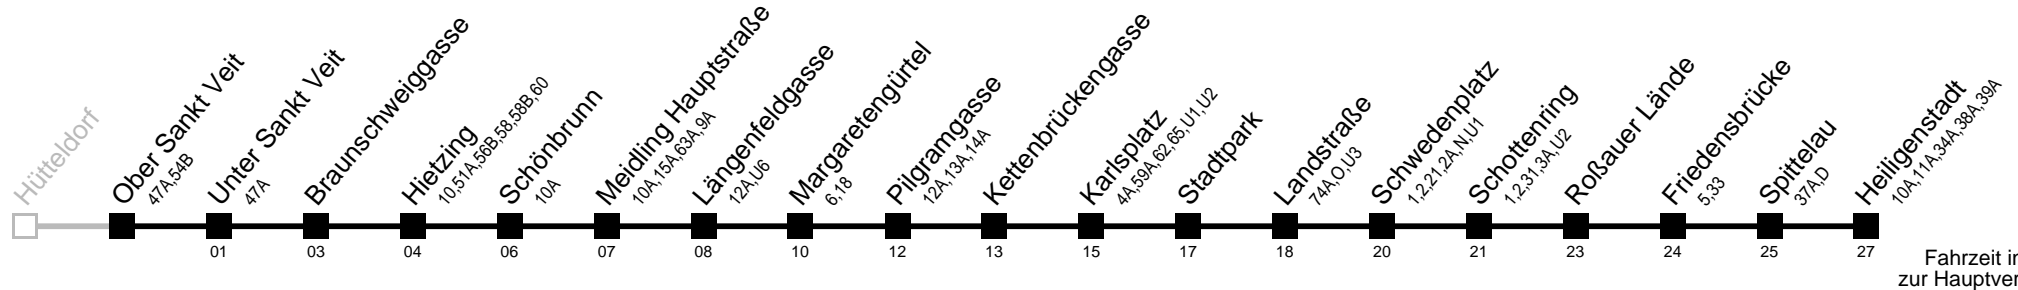 Hütteldorf
Ober Sankt Veit
47A,54B
Unter Sankt Veit
47A
Braunschweiggasse
Hietzing
10,51A,56B,58,58B,60
Schönbrunn
10A
Meidling Hauptstraße
10A,15A,63A,9A
Längenfeldgasse
12A,U6
Margaretengürtel
6,18
Pilgramgasse
12A,13A,14A
Kettenbrückengasse
Karlsplatz
4A,59A,62,65,U1,U2
Stadtpark
Landstraße
74A,O,U3
Schwedenplatz
1,2,21,2A,N,U1
Schottenring
1,2,31,3A,U2
Roßauer Lände
Friedensbrücke
5,33
Spittelau
37A,D
Heiligenstadt
10A,11A,34A,38A,39A
01 03 04 06 07 08 10 12 13 15 17 18 20 21 23 24 25 27
Fahrzeit in
zur Hauptver